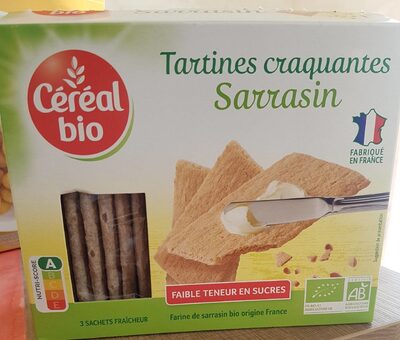 Céréal
bio
Tartines craquantes
Sarrasin
FABRIQUÉ
EN FRANCE
NUTRI-SCORE
A
B
C
D
E
FAIBLE TENEUR EN SUCRES
3 SACHETS FRAÎCHEUR
Farine de sarrasin bio origine France
AB